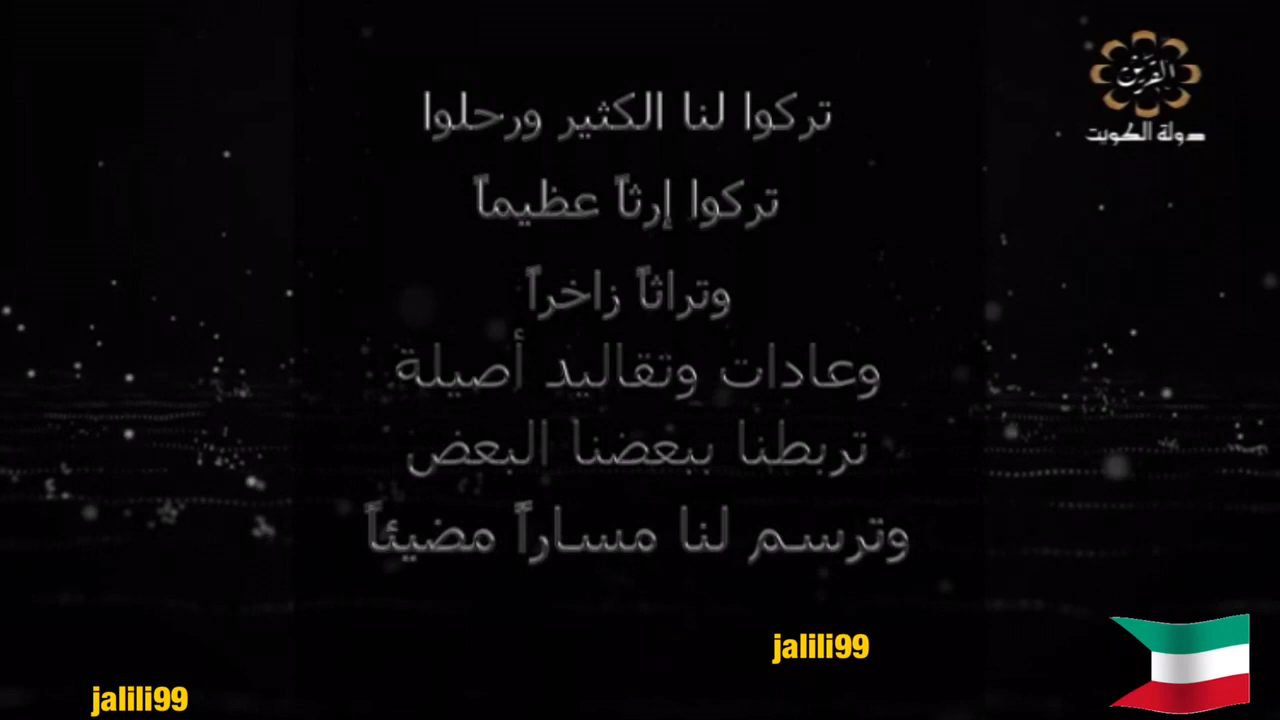 القرين
دولة الكويت
تركوا لنا الكثير ورحلوا
تركوا إرثاً عظيماً
وتراثاً زاخراً
وعادات وتقاليد أصيلة
تربطنا ببعضنا البعض
وترسم لنا مساراً مضيئاً
jalili99
jalili99